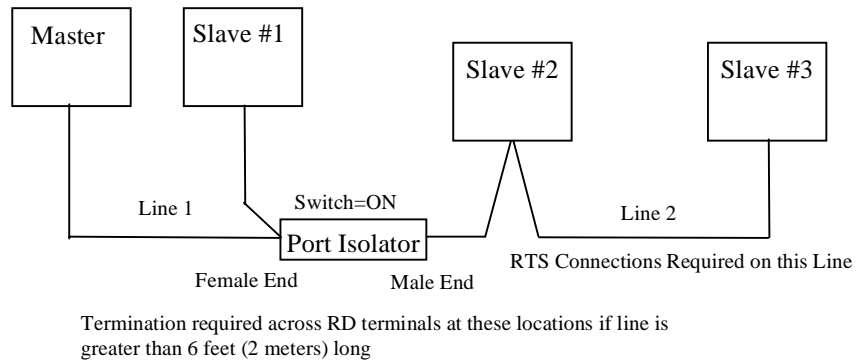 Master
Slave #1
Slave #2
Slave #3
Switch=ON
Line 1
Line 2
Port Isolator
RTS Connections Required on this Line
Female End
Male End
Termination required across RD terminals at these locations if line is
greater than 6 feet (2 meters) long